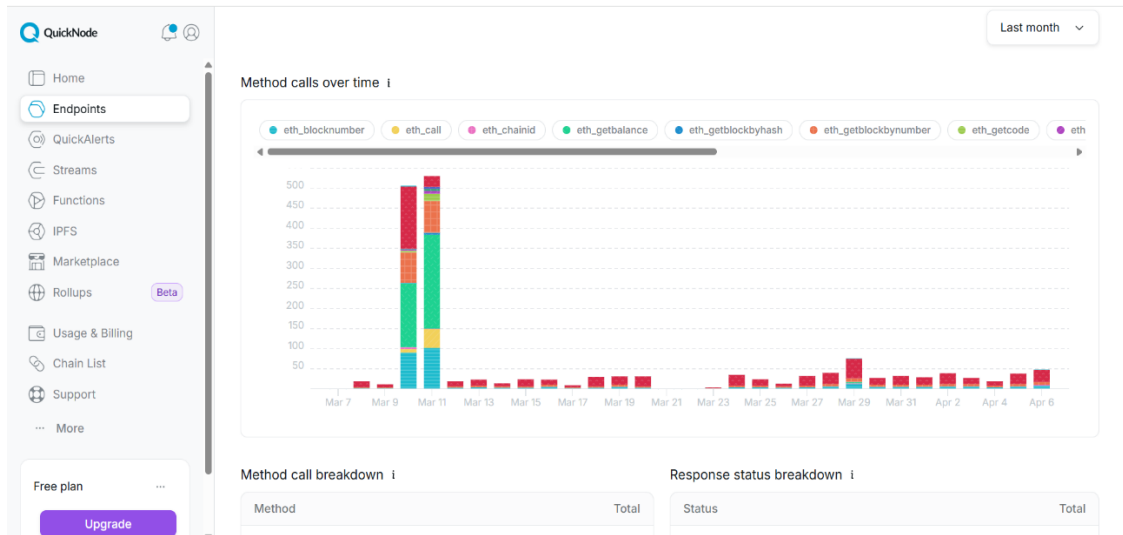 QuickNode
Last month
Home
Endpoints
QuickAlerts
Streams
Functions
IPFS
Marketplace
Rollups Beta
Usage & Billing
Chain List
Support
··· More
Free plan ···
Upgrade
Method calls over time i
eth_blocknumber eth_call eth_chainid eth_getbalance eth_getblockbyhash eth_getblockbynumber eth_getcode eth
500
450
400
350
300
250
200
150
100
50
Mar 7 Mar 9 Mar 11 Mar 13 Mar 15 Mar 17 Mar 19 Mar 21 Mar 23 Mar 25 Mar 27 Mar 29 Mar 31 Apr 2 Apr 4 Apr 6
Method call breakdown i
Method Total
Response status breakdown i
Status Total